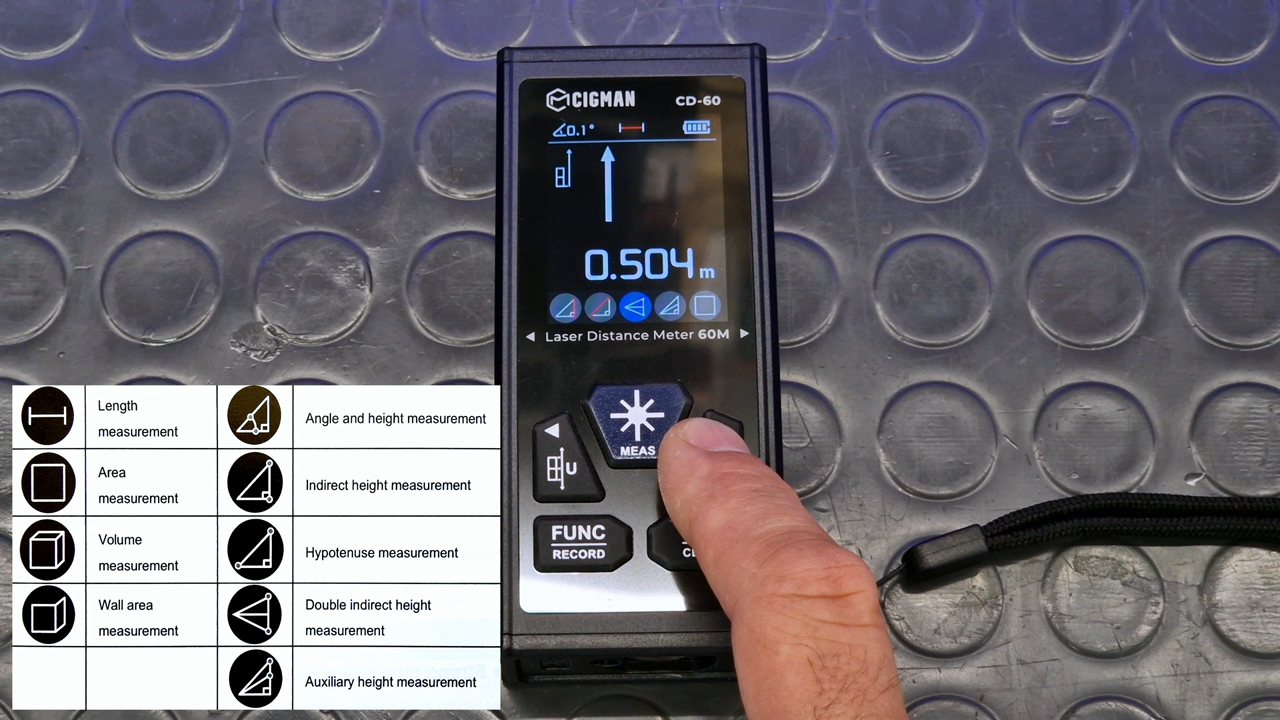 CIGMAN
CD-60
0.1°
0.504 m
Laser Distance Meter 60M
MEAS
U
FUNC
RECORD
Length
measurement
Angle and height measurement
Area
measurement
Indirect height measurement
Volume
measurement
Hypotenuse measurement
Wall area
measurement
Double indirect height
measurement
Auxiliary height measurement